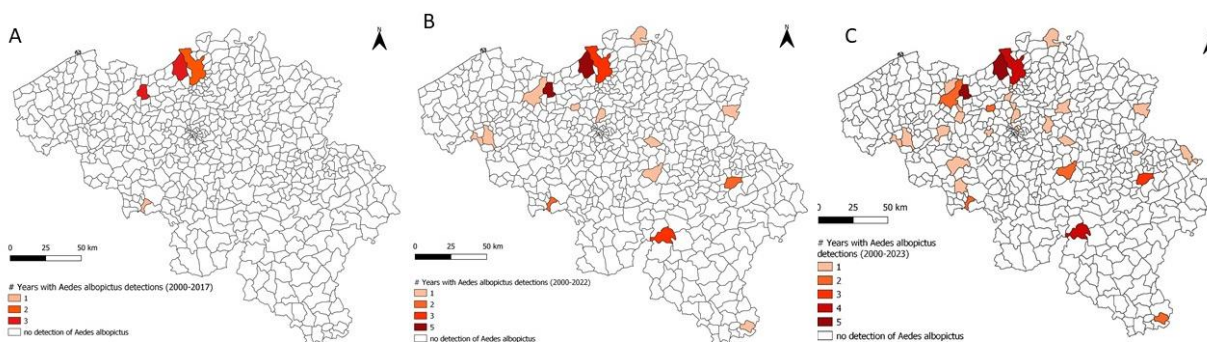 A
N
0 25 50 km
# Years with Aedes albopictus detections (2000-2017)
1
2
3
no detection of Aedes albopictus
B
N
0 25 50 km
# Years with Aedes albopictus detections (2000-2022)
1
2
3
5
no detection of Aedes albopictus
C
0 25 50 km
# Years with Aedes albopictus
detections (2000-2023)
1
2
3
4
5
no detection of Aedes albopictus